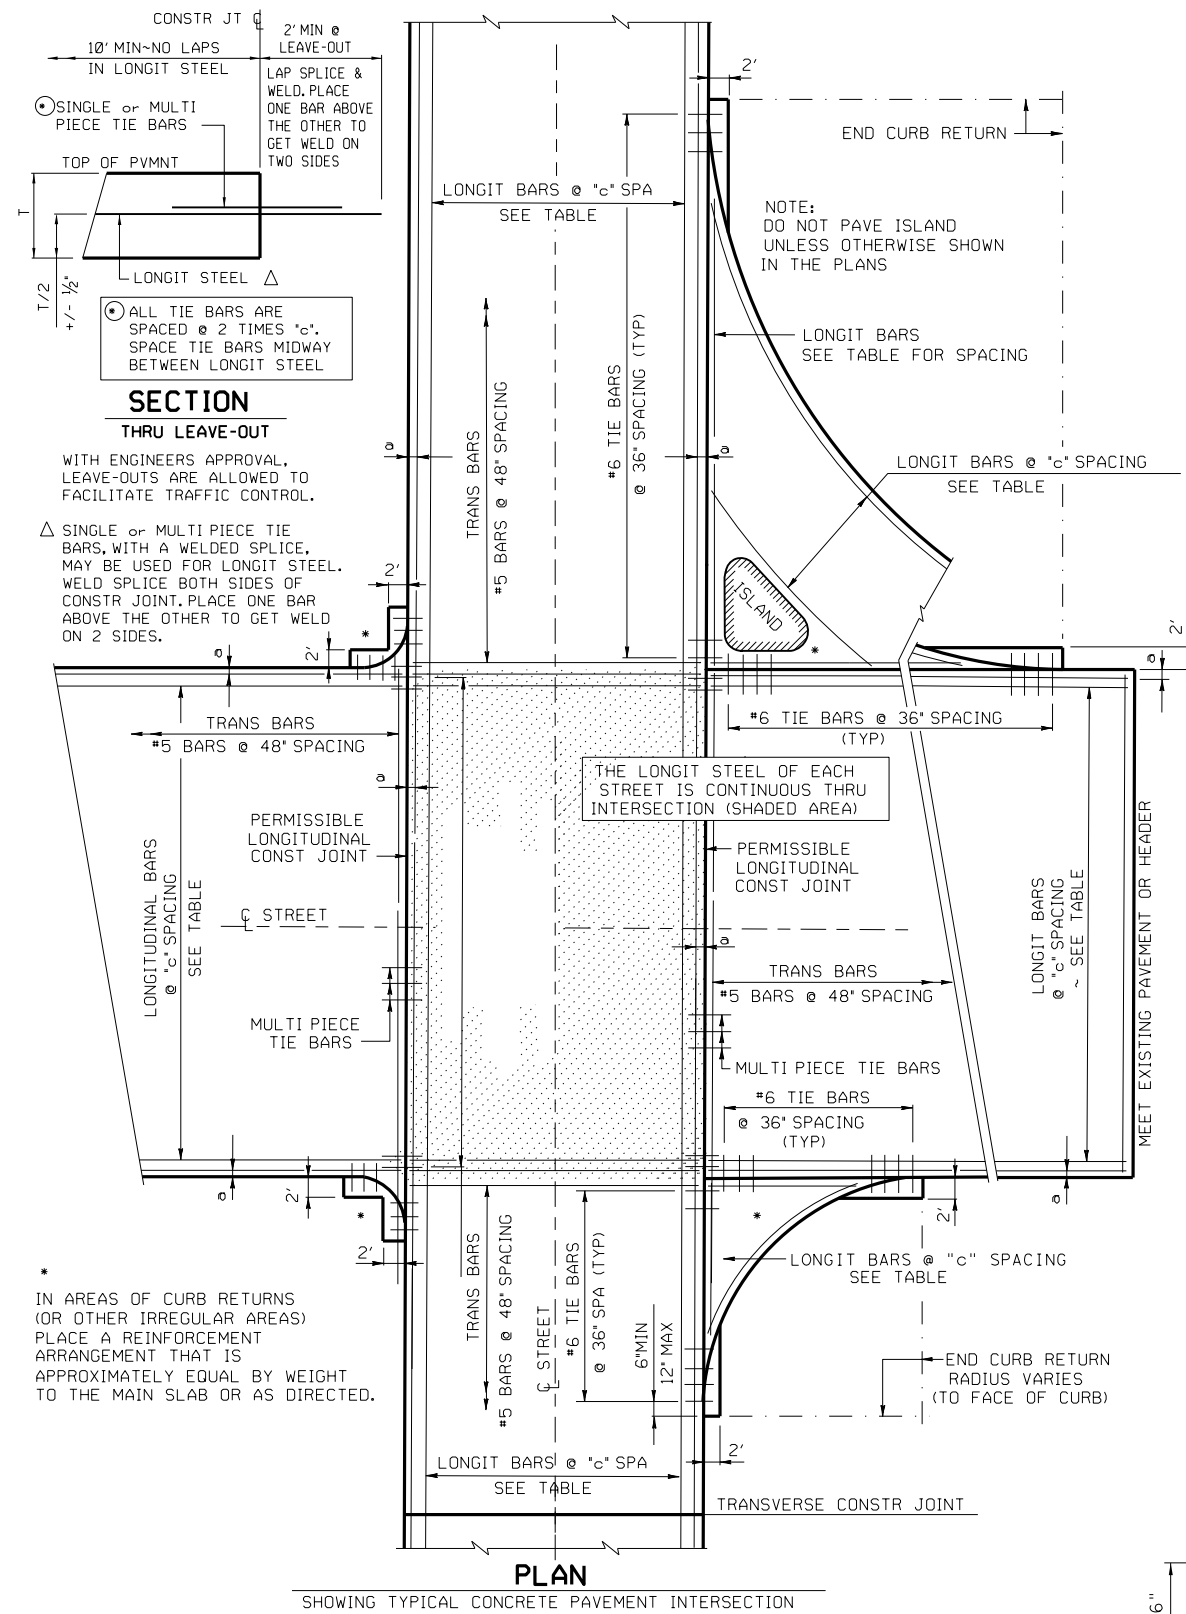 CONSTR JT ℄
10' MIN~NO LAPS
IN LONGIT STEEL
2' MIN @
LEAVE-OUT
LAP SPLICE &
WELD. PLACE
ONE BAR ABOVE
THE OTHER TO
GET WELD ON
TWO SIDES
* SINGLE or MULTI
PIECE TIE BARS
TOP OF PVMNT
T
T/2
+/- ½"
LONGIT STEEL △
* ALL TIE BARS ARE
SPACED @ 2 TIMES "c".
SPACE TIE BARS MIDWAY
BETWEEN LONGIT STEEL
SECTION
THRU LEAVE-OUT
WITH ENGINEERS APPROVAL,
LEAVE-OUTS ARE ALLOWED TO
FACILITATE TRAFFIC CONTROL.
△ SINGLE or MULTI PIECE TIE
BARS, WITH A WELDED SPLICE,
MAY BE USED FOR LONGIT STEEL.
WELD SPLICE BOTH SIDES OF
CONSTR JOINT. PLACE ONE BAR
ABOVE THE OTHER TO GET WELD
ON 2 SIDES.
LONGIT BARS @ "c" SPA
SEE TABLE
2'
END CURB RETURN
NOTE:
DO NOT PAVE ISLAND
UNLESS OTHERWISE SHOWN
IN THE PLANS
LONGIT BARS
SEE TABLE FOR SPACING
#6 TIE BARS
@ 36" SPACING (TYP)
TRANS BARS
#5 BARS @ 48" SPACING
a
a
LONGIT BARS @ "c" SPACING
SEE TABLE
ISLAND
*
2'
*
2'
a
2'
a
TRANS BARS
#5 BARS @ 48" SPACING
#6 TIE BARS @ 36" SPACING
(TYP)
a
THE LONGIT STEEL OF EACH
STREET IS CONTINUOUS THRU
INTERSECTION (SHADED AREA)
PERMISSIBLE
LONGITUDINAL
CONST JOINT
PERMISSIBLE
LONGITUDINAL
CONST JOINT
LONGITUDINAL BARS
@ "c" SPACING
SEE TABLE
℄ STREET
a
TRANS BARS
#5 BARS @ 48" SPACING
LONGIT BARS
@ "c" SPACING
~ SEE TABLE
MEET EXISTING PAVEMENT OR HEADER
MULTI PIECE
TIE BARS
MULTI PIECE TIE BARS
#6 TIE BARS
@ 36" SPACING
(TYP)
a
2'
*
2'
2'
a
*
LONGIT BARS @ "c" SPACING
SEE TABLE
TRANS BARS
#5 BARS @ 48" SPACING
℄ STREET
#6 TIE BARS
@ 36" SPA (TYP)
6"MIN
12" MAX
*
IN AREAS OF CURB RETURNS
(OR OTHER IRREGULAR AREAS)
PLACE A REINFORCEMENT
ARRANGEMENT THAT IS
APPROXIMATELY EQUAL BY WEIGHT
TO THE MAIN SLAB OR AS DIRECTED.
END CURB RETURN
RADIUS VARIES
(TO FACE OF CURB)
2'
LONGIT BARS @ "c" SPA
SEE TABLE
TRANSVERSE CONSTR JOINT
PLAN
SHOWING TYPICAL CONCRETE PAVEMENT INTERSECTION
6"